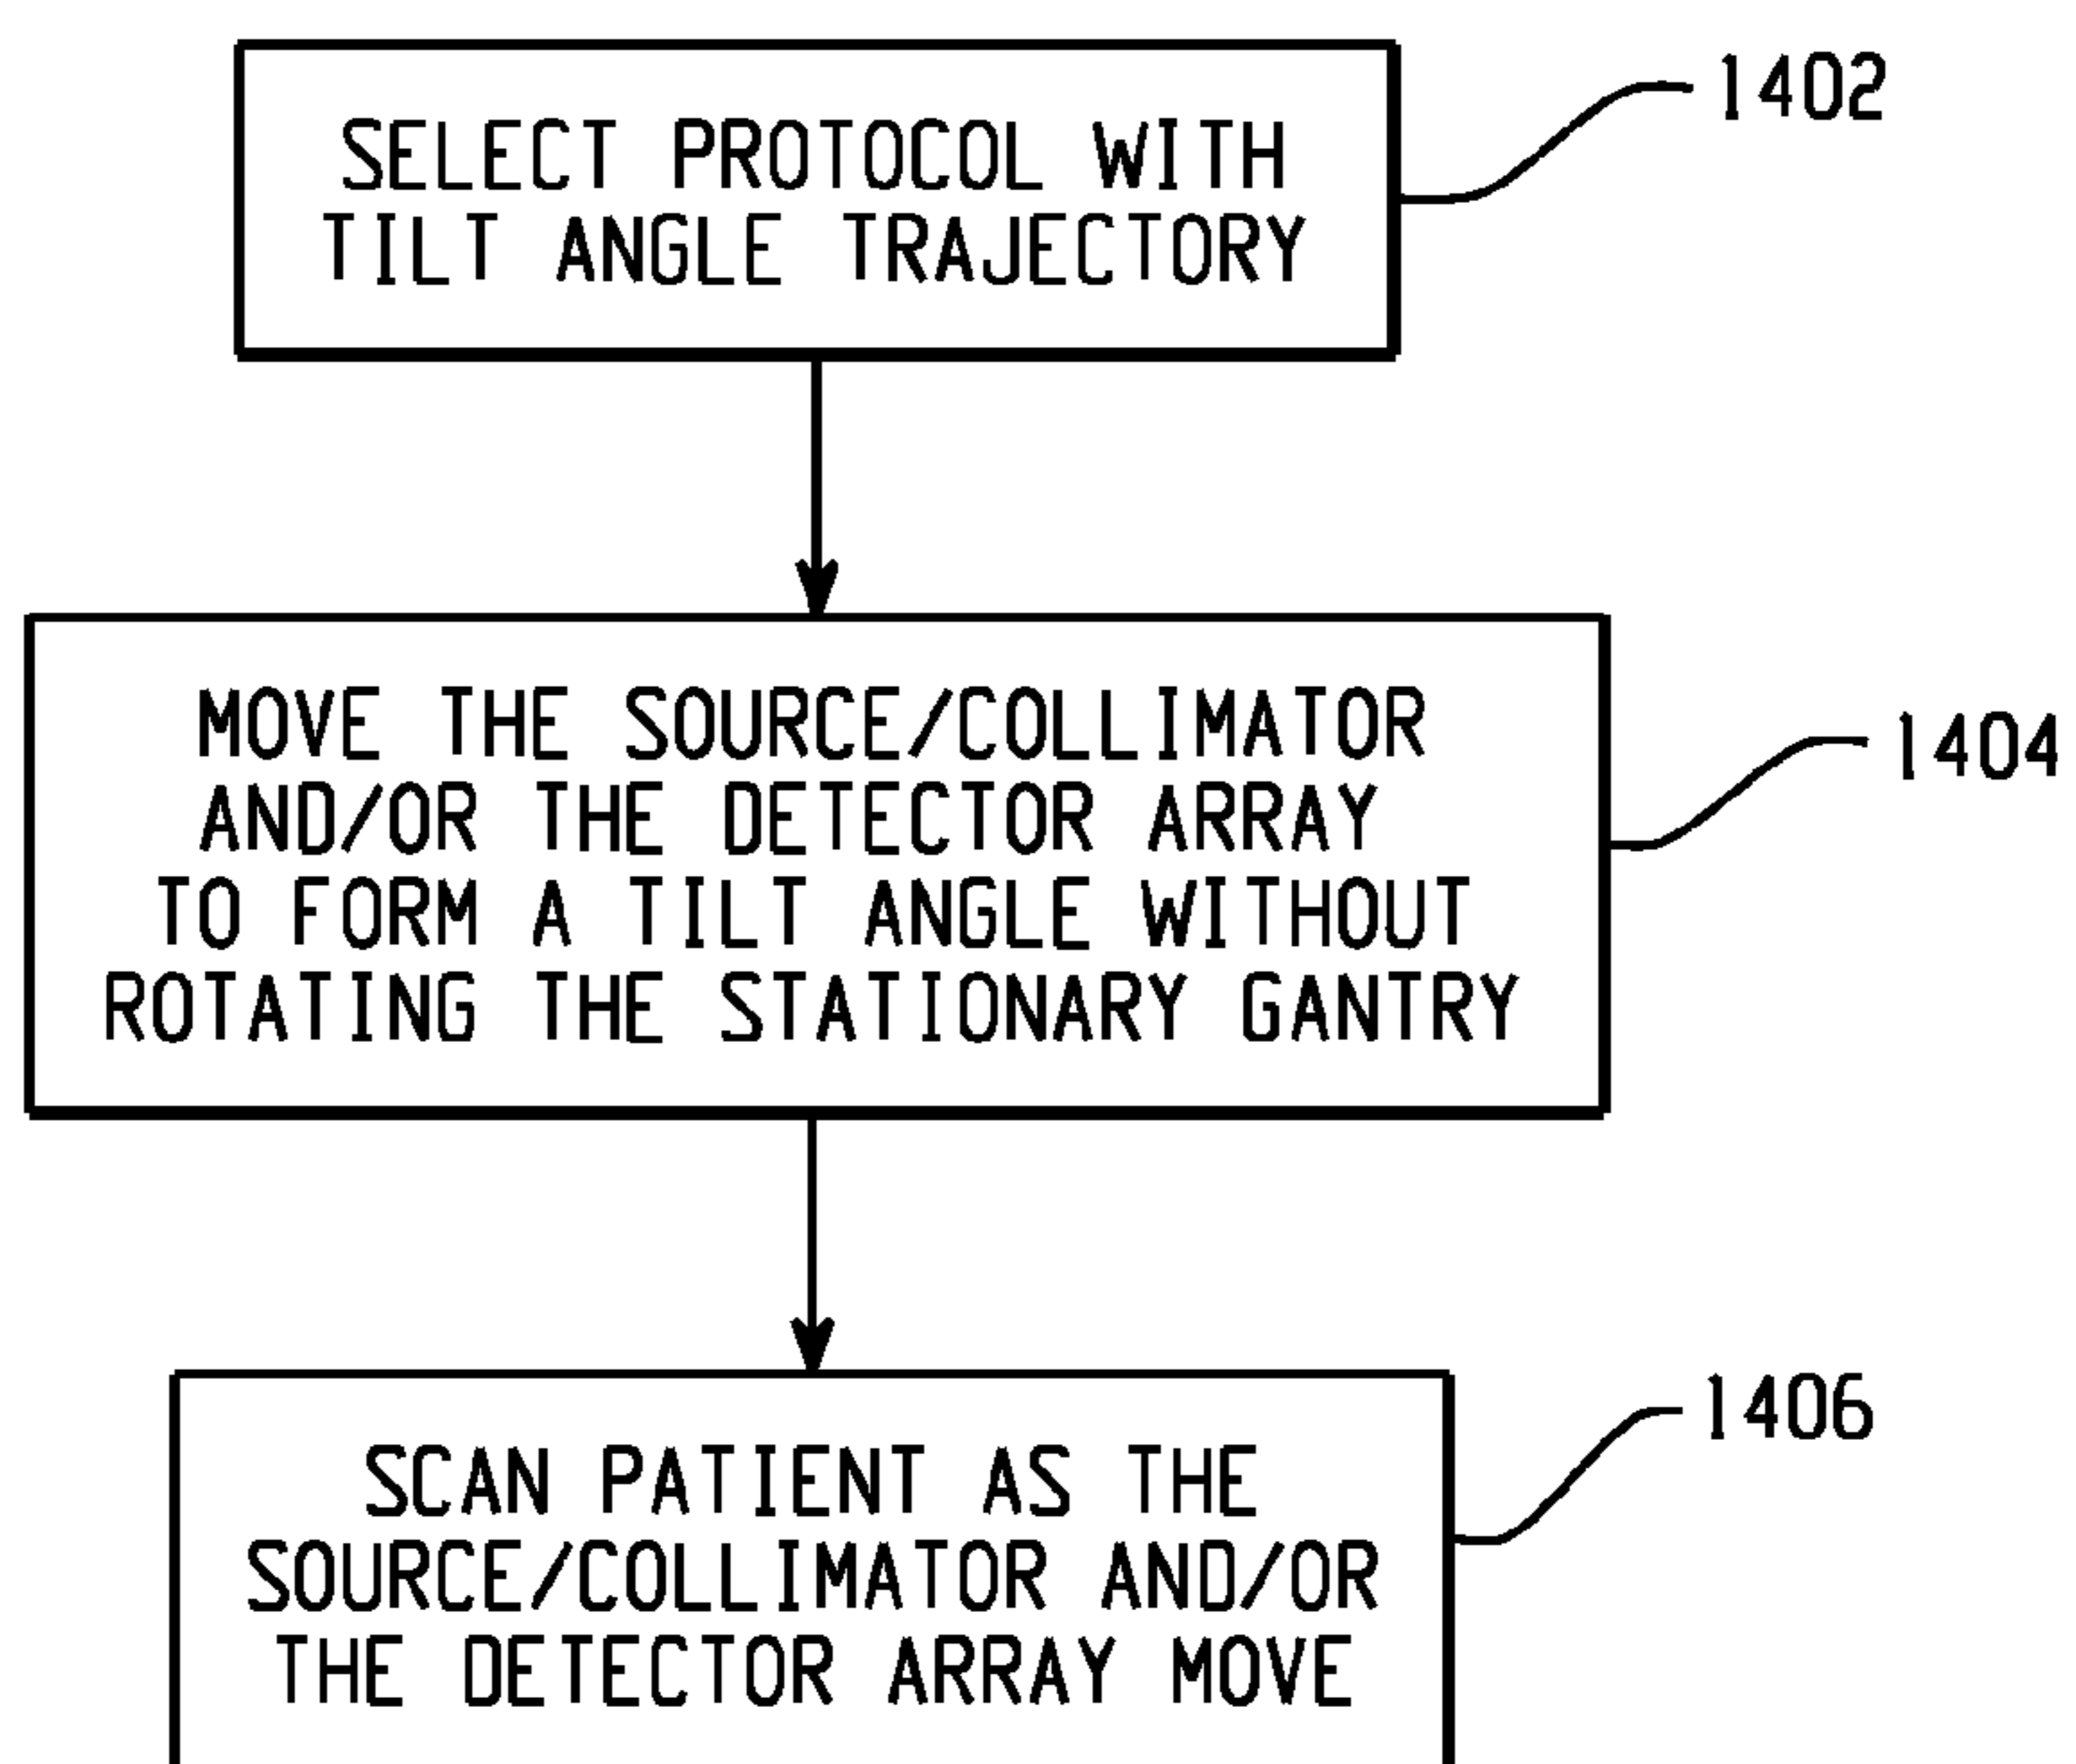 SELECT PROTOCOL WITH
TILT ANGLE TRAJECTORY
1402
MOVE THE SOURCE/COLLIMATOR
AND/OR THE DETECTOR ARRAY
TO FORM A TILT ANGLE WITHOUT
ROTATING THE STATIONARY GANTRY
1404
SCAN PATIENT AS THE
SOURCE/COLLIMATOR AND/OR
THE DETECTOR ARRAY MOVE
1406